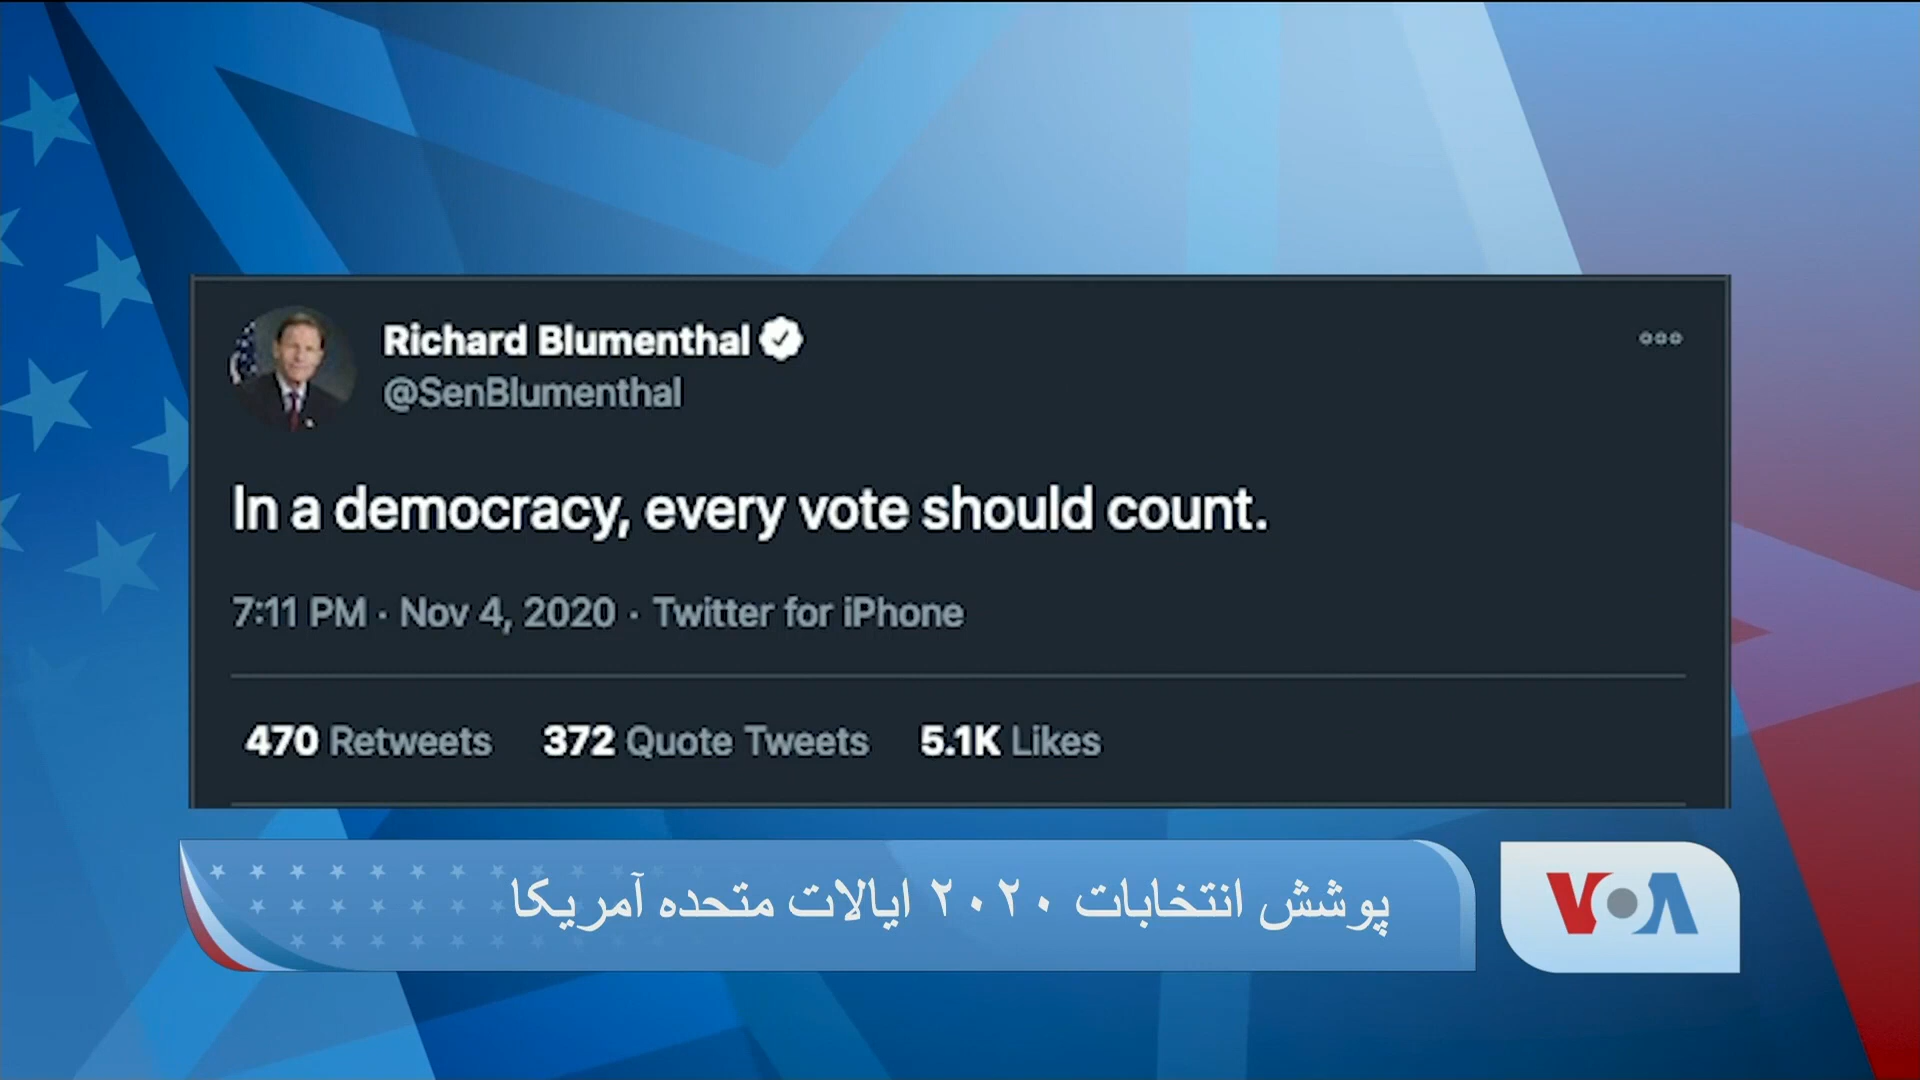 Richard Blumenthal
@SenBlumenthal
In a democracy, every vote should count.
7:11 PM · Nov 4, 2020 · Twitter for iPhone
470 Retweets 372 Quote Tweets 5.1K Likes
پوشش انتخابات ۲۰۲۰ ایالات متحده آمریکا
VOA